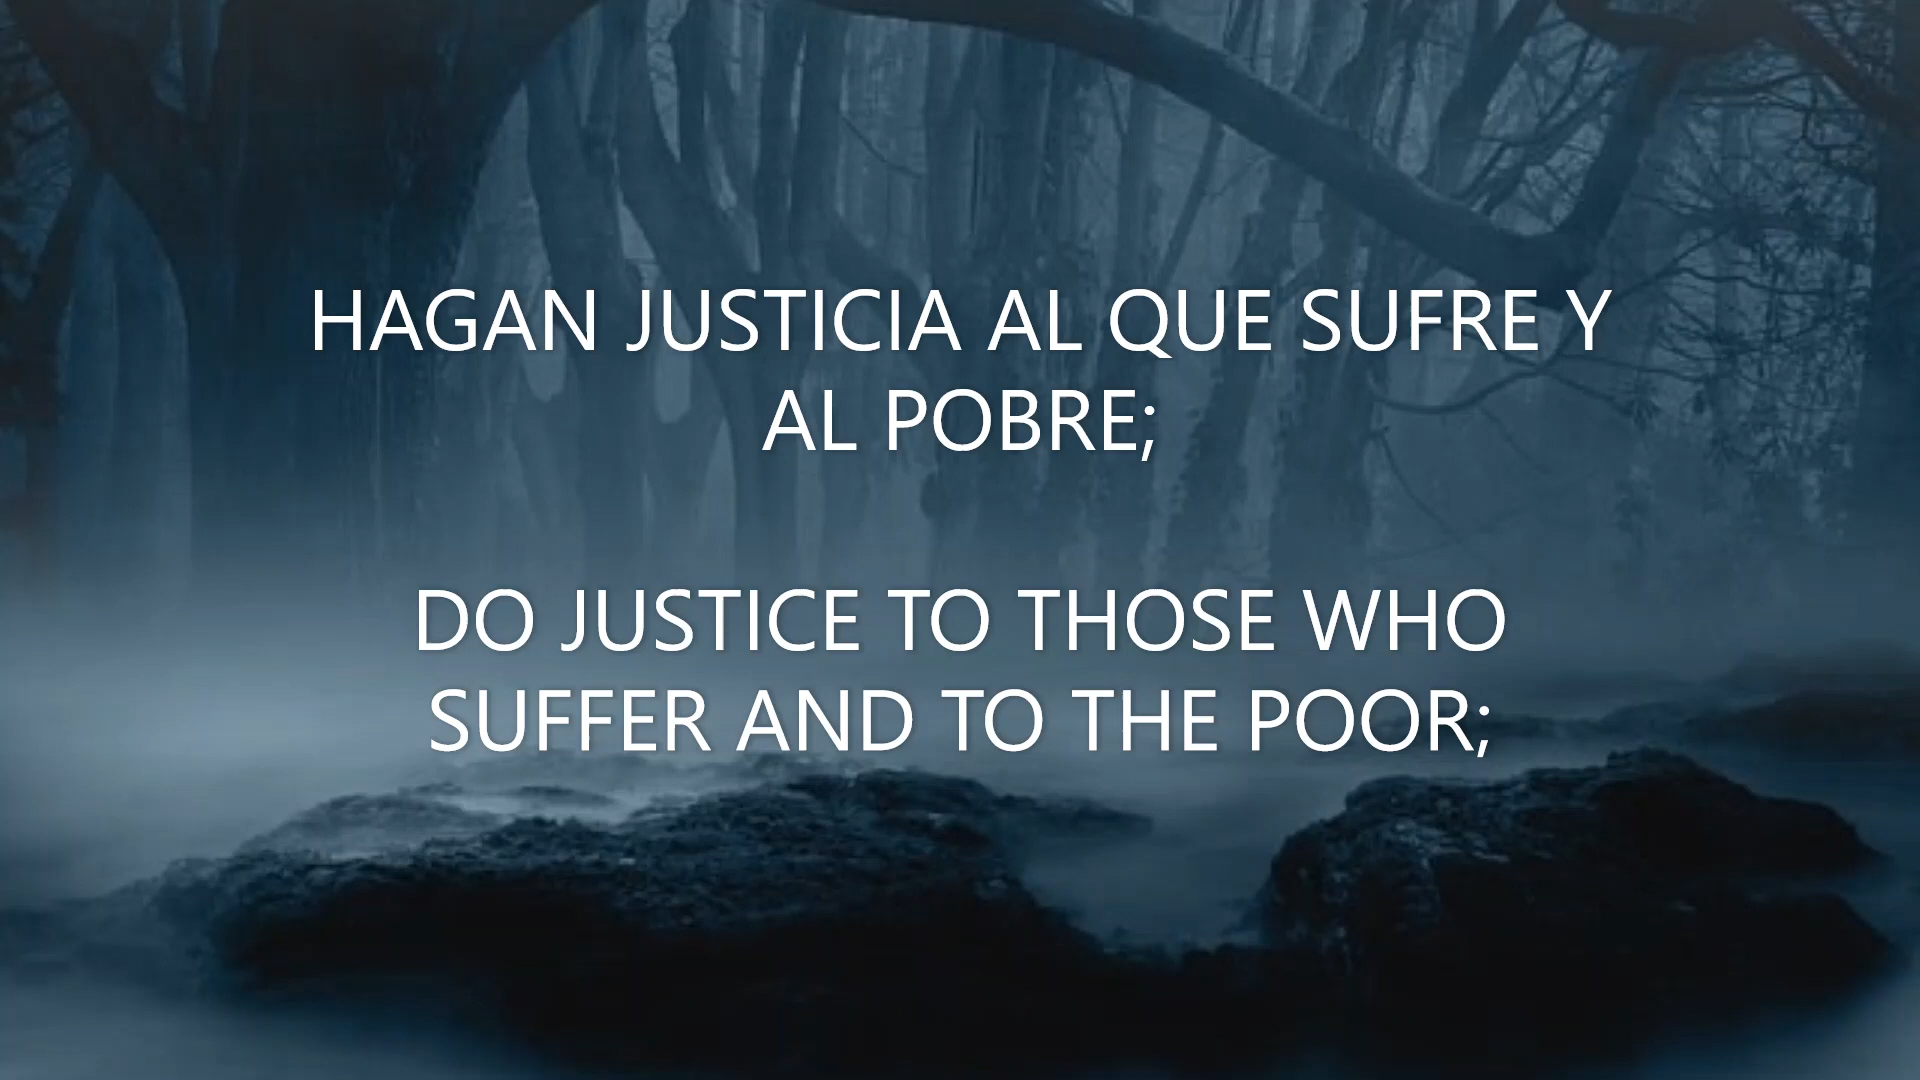 HAGAN JUSTICIA AL QUE SUFRE Y
AL POBRE;
DO JUSTICE TO THOSE WHO
SUFFER AND TO THE POOR;